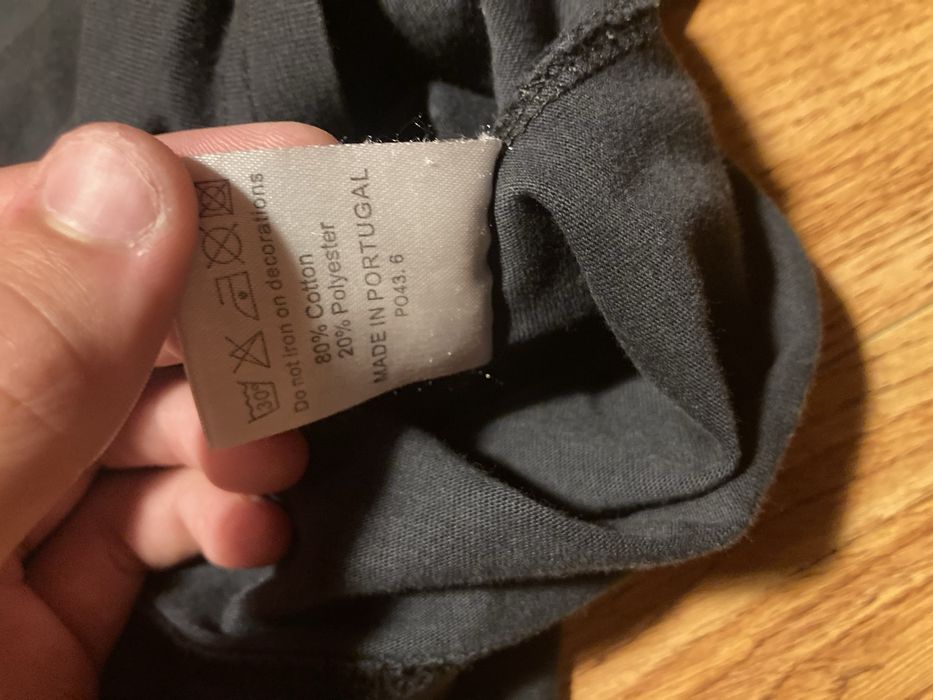 30°
Do not Iron on decorations
80% Cotton
20% Polyester
MADE IN PORTUGAL
PO43. 6